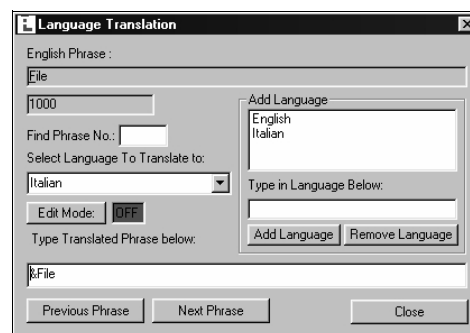 Language Translation
English Phrase :
File
1000
Find Phrase No.:
Select Language To Translate to:
Italian
Edit Mode: OFF
Type Translated Phrase below:
Add Language
English
Italian
Type in Language Below:
Add Language Remove Language
&File
Previous Phrase Next Phrase Close